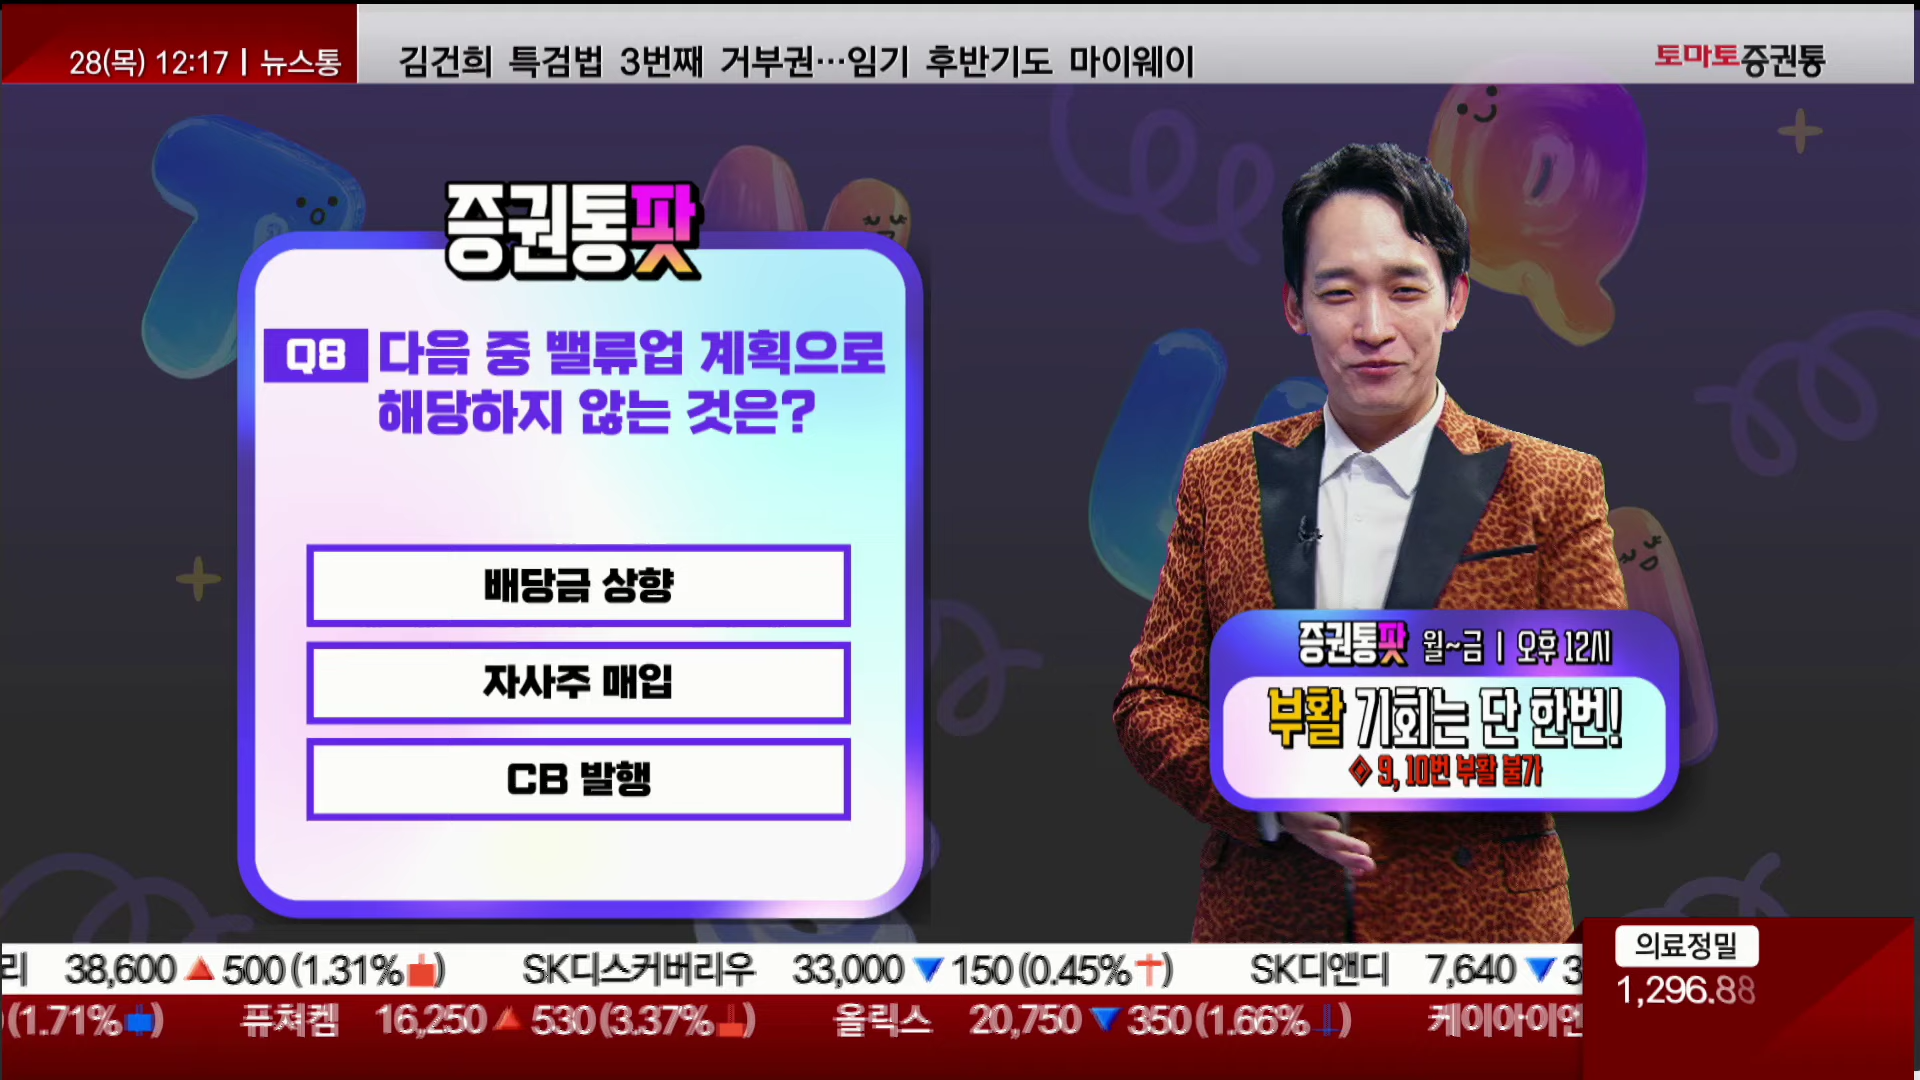 28(목) 12:17 | 뉴스통
김건희 특검법 3번째 거부권…임기 후반기도 마이웨이
토마토증권통
증권통팟
Q8 다음 중 밸류업 계획으로
해당하지 않는 것은?
배당금 상향
자사주 매입
CB 발행
증권통팟 월~금 | 오후 12시
부활 기회는 단 한번!
9, 10번 부활 불가
리 38,600 ▲ 500 (1.31% ) SK디스커버리우 33,000 ▼ 150 (0.45% ) SK디앤디 7,640 ▼ 3
(1.71% ) 퓨쳐켐 16,250 ▲ 530 (3.37% ) 올릭스 20,750 ▼ 350 (1.66% ) 케이아이엔
의료정밀
1,296.88